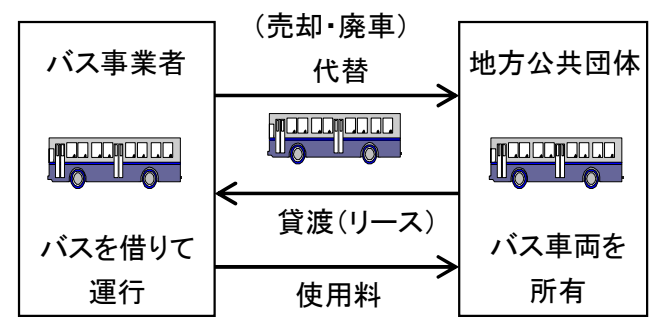 バス事業者
バスを借りて
運行
（売却・廃車）
代替
貸渡（リース）
使用料
地方公共団体
バス車両を
所有